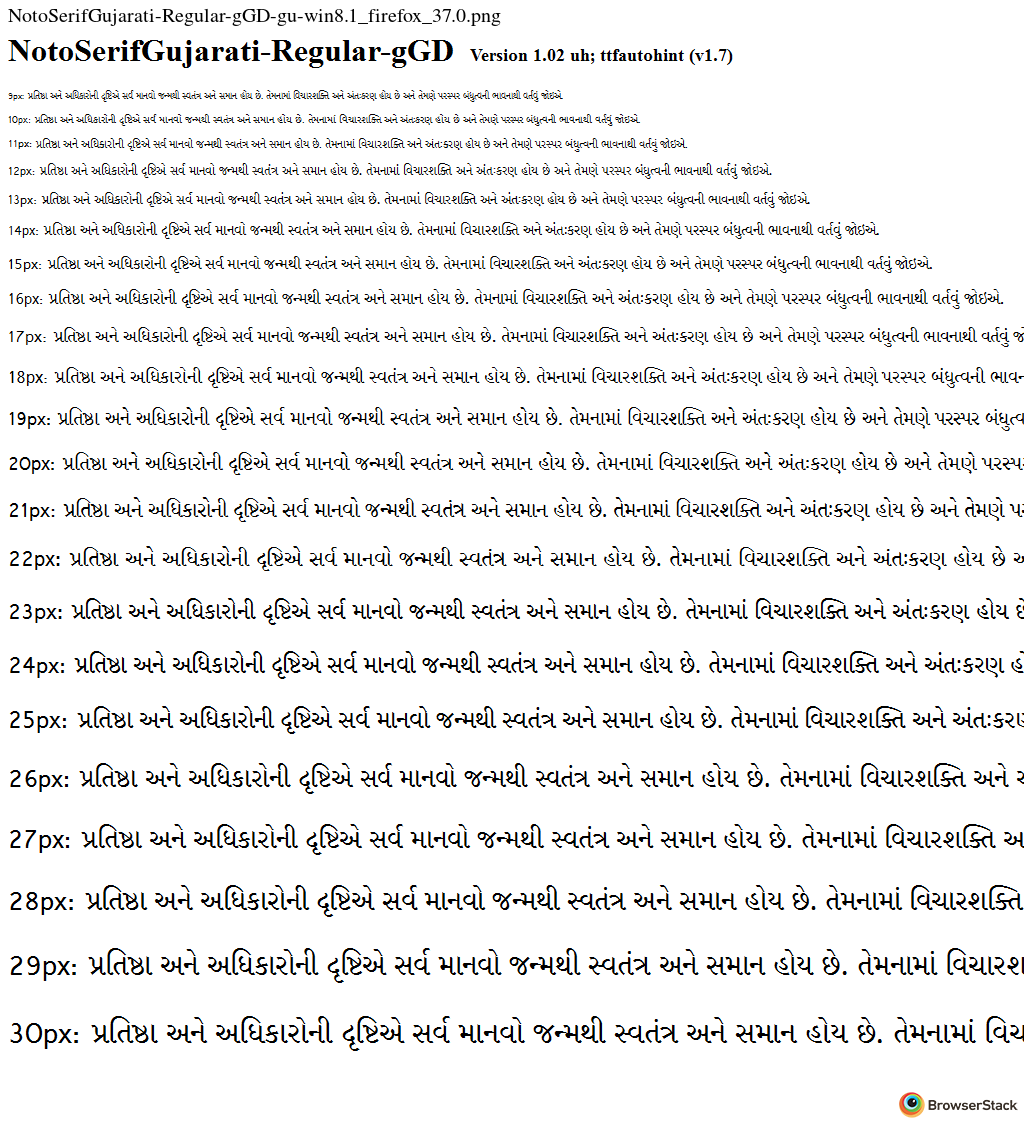 NotoSerifGujarati-Regular-gGD-gu-win8.1_firefox_37.0.png
NotoSerifGujarati-Regular-gGD Version 1.02 uh; ttfautohint (v1.7)
9px: પ્રતિષ્ઠા અને અધિકારોની દૃષ્ટિએ સર્વ માનવો જન્મથી સ્વતંત્ર અને સમાન હોય છે. તેમનામાં વિચારશક્તિ અને અંતઃકરણ હોય છે અને તેમણે પરસ્પર બંધુત્વની ભાવનાથી વર્તવું જોઇએ.
10px: પ્રતિષ્ઠા અને અધિકારોની દૃષ્ટિએ સર્વ માનવો જન્મથી સ્વતંત્ર અને સમાન હોય છે. તેમનામાં વિચારશક્તિ અને અંતઃકરણ હોય છે અને તેમણે પરસ્પર બંધુત્વની ભાવનાથી વર્તવું જોઇએ.
11px: પ્રતિષ્ઠા અને અધિકારોની દૃષ્ટિએ સર્વ માનવો જન્મથી સ્વતંત્ર અને સમાન હોય છે. તેમનામાં વિચારશક્તિ અને અંતઃકરણ હોય છે અને તેમણે પરસ્પર બંધુત્વની ભાવનાથી વર્તવું જોઇએ.
12px: પ્રતિષ્ઠા અને અધિકારોની દૃષ્ટિએ સર્વ માનવો જન્મથી સ્વતંત્ર અને સમાન હોય છે. તેમનામાં વિચારશક્તિ અને અંતઃકરણ હોય છે અને તેમણે પરસ્પર બંધુત્વની ભાવનાથી વર્તવું જોઇએ.
13px: પ્રતિષ્ઠા અને અધિકારોની દૃષ્ટિએ સર્વ માનવો જન્મથી સ્વતંત્ર અને સમાન હોય છે. તેમનામાં વિચારશક્તિ અને અંતઃકરણ હોય છે અને તેમણે પરસ્પર બંધુત્વની ભાવનાથી વર્તવું જોઇએ.
14px: પ્રતિષ્ઠા અને અધિકારોની દૃષ્ટિએ સર્વ માનવો જન્મથી સ્વતંત્ર અને સમાન હોય છે. તેમનામાં વિચારશક્તિ અને અંતઃકરણ હોય છે અને તેમણે પરસ્પર બંધુત્વની ભાવનાથી વર્તવું જોઇએ.
15px: પ્રતિષ્ઠા અને અધિકારોની દૃષ્ટિએ સર્વ માનવો જન્મથી સ્વતંત્ર અને સમાન હોય છે. તેમનામાં વિચારશક્તિ અને અંતઃકરણ હોય છે અને તેમણે પરસ્પર બંધુત્વની ભાવનાથી વર્તવું જોઇએ.
16px: પ્રતિષ્ઠા અને અધિકારોની દૃષ્ટિએ સર્વ માનવો જન્મથી સ્વતંત્ર અને સમાન હોય છે. તેમનામાં વિચારશક્તિ અને અંતઃકરણ હોય છે અને તેમણે પરસ્પર બંધુત્વની ભાવનાથી વર્તવું જોઇએ.
17px: પ્રતિષ્ઠા અને અધિકારોની દૃષ્ટિએ સર્વ માનવો જન્મથી સ્વતંત્ર અને સમાન હોય છે. તેમનામાં વિચારશક્તિ અને અંતઃકરણ હોય છે અને તેમણે પરસ્પર બંધુત્વની ભાવનાથી વર્તવું
18px: પ્રતિષ્ઠા અને અધિકારોની દૃષ્ટિએ સર્વ માનવો જન્મથી સ્વતંત્ર અને સમાન હોય છે. તેમનામાં વિચારશક્તિ અને અંતઃકરણ હોય છે અને તેમણે પરસ્પર બંધુત્વની
19px: પ્રતિષ્ઠા અને અધિકારોની દૃષ્ટિએ સર્વ માનવો જન્મથી સ્વતંત્ર અને સમાન હોય છે. તેમનામાં વિચારશક્તિ અને અંતઃકરણ હોય છે અને તેમણે પરસ્પર
20px: પ્રતિષ્ઠા અને અધિકારોની દૃષ્ટિએ સર્વ માનવો જન્મથી સ્વતંત્ર અને સમાન હોય છે. તેમનામાં વિચારશક્તિ અને અંતઃકરણ હોય છે અને તેમણે
21px: પ્રતિષ્ઠા અને અધિકારોની દૃષ્ટિએ સર્વ માનવો જન્મથી સ્વતંત્ર અને સમાન હોય છે. તેમનામાં વિચારશક્તિ અને અંતઃકરણ હોય છે અને તેમણે
22px: પ્રતિષ્ઠા અને અધિકારોની દૃષ્ટિએ સર્વ માનવો જન્મથી સ્વતંત્ર અને સમાન હોય છે. તેમનામાં વિચારશક્તિ અને અંતઃકરણ હોય છે
23px: પ્રતિષ્ઠા અને અધિકારોની દૃષ્ટિએ સર્વ માનવો જન્મથી સ્વતંત્ર અને સમાન હોય છે. તેમનામાં વિચારશક્તિ અને અંતઃકરણ હોય
24px: પ્રતિષ્ઠા અને અધિકારોની દૃષ્ટિએ સર્વ માનવો જન્મથી સ્વતંત્ર અને સમાન હોય છે. તેમનામાં વિચારશક્તિ અને અંતઃકરણ
25px: પ્રતિષ્ઠા અને અધિકારોની દૃષ્ટિએ સર્વ માનવો જન્મથી સ્વતંત્ર અને સમાન હોય છે. તેમનામાં વિચારશક્તિ અને
26px: પ્રતિષ્ઠા અને અધિકારોની દૃષ્ટિએ સર્વ માનવો જન્મથી સ્વતંત્ર અને સમાન હોય છે. તેમનામાં વિચારશક્તિ અને
27px: પ્રતિષ્ઠા અને અધિકારોની દૃષ્ટિએ સર્વ માનવો જન્મથી સ્વતંત્ર અને સમાન હોય છે. તેમનામાં વિચારશક્તિ
28px: પ્રતિષ્ઠા અને અધિકારોની દૃષ્ટિએ સર્વ માનવો જન્મથી સ્વતંત્ર અને સમાન હોય છે. તેમનામાં વિચારશક્તિ
29px: પ્રતિષ્ઠા અને અધિકારોની દૃષ્ટિએ સર્વ માનવો જન્મથી સ્વતંત્ર અને સમાન હોય છે. તેમનામાં
30px: પ્રતિષ્ઠા અને અધિકારોની દૃષ્ટિએ સર્વ માનવો જન્મથી સ્વતંત્ર અને સમાન હોય છે. તેમનામાં
BrowserStack